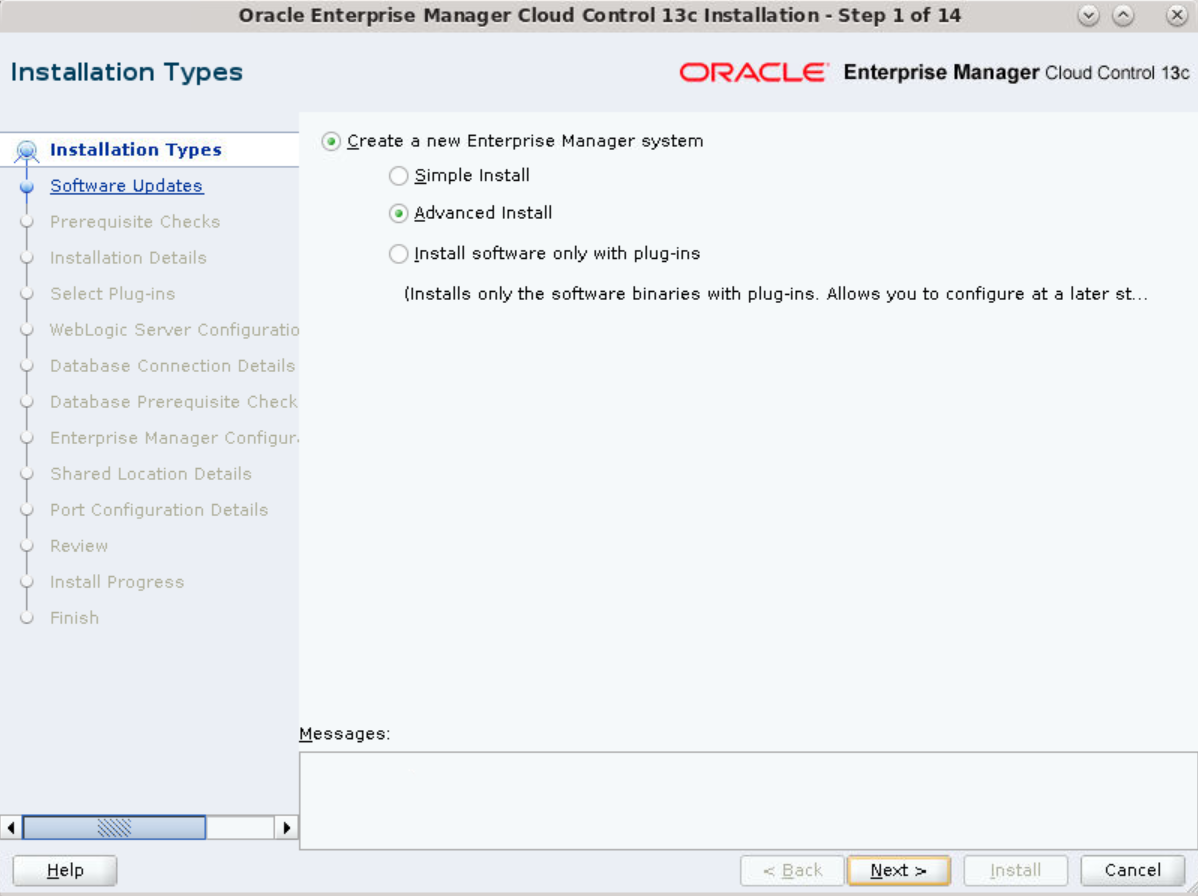 Oracle Enterprise Manager Cloud Control 13c Installation - Step 1 of 14
Installation Types
ORACLE Enterprise Manager Cloud Control 13c
Installation Types
Software Updates
Prerequisite Checks
Installation Details
Select Plug-ins
WebLogic Server Configuratio
Database Connection Details
Database Prerequisite Check
Enterprise Manager Configur
Shared Location Details
Port Configuration Details
Review
Install Progress
Finish
Create a new Enterprise Manager system
Simple Install
Advanced Install
Install software only with plug-ins
(Installs only the software binaries with plug-ins. Allows you to configure at a later st...
Messages:
Help
< Back
Next >
Install
Cancel